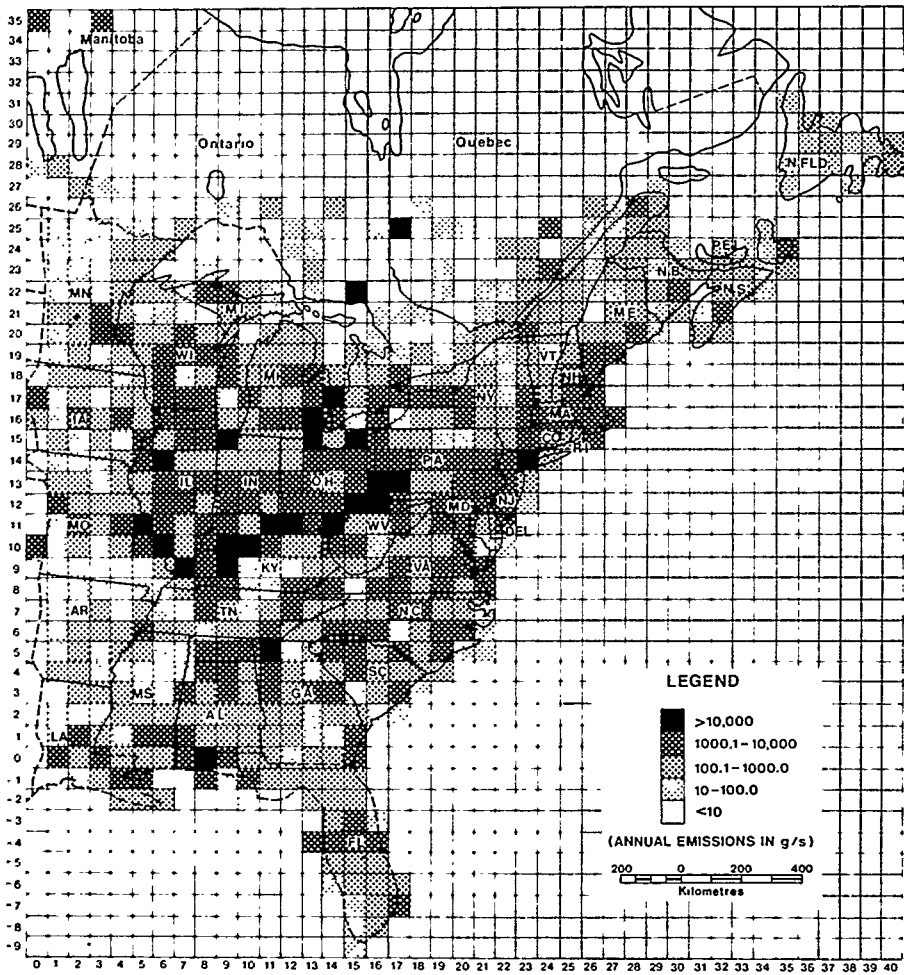 35
34
33
32
31
30
29
28
27
26
25
24
23
22
21
20
19
18
17
16
15
14
13
12
11
10
9
8
7
6
5
4
3
2
1
0
-1
-2
-3
-4
-5
-6
-7
-8
-9
Manitoba
Ontario
Quebec
N.FLD.
P.E.I.
N.B.
N.S.
MN
MI
ME
WI
MI
VT
NH
NY
IA
MA
CO
RI
PA
IL
IN
OH
NJ
MD
MO
WV
DEL
KY
VA
AR
TN
NC
SC
MS
AL
GA
LA
FL
LEGEND
>10,000
1000.1-10,000
100.1-1000.0
10-100.0
<10
(ANNUAL EMISSIONS IN g/s)
200 0 200 400
Kilometres
0 1 2 3 4 5 6 7 8 9 10 11 12 13 14 15 16 17 18 19 20 21 22 23 24 25 26 27 28 29 30 31 32 33 34 35 36 37 38 39 40